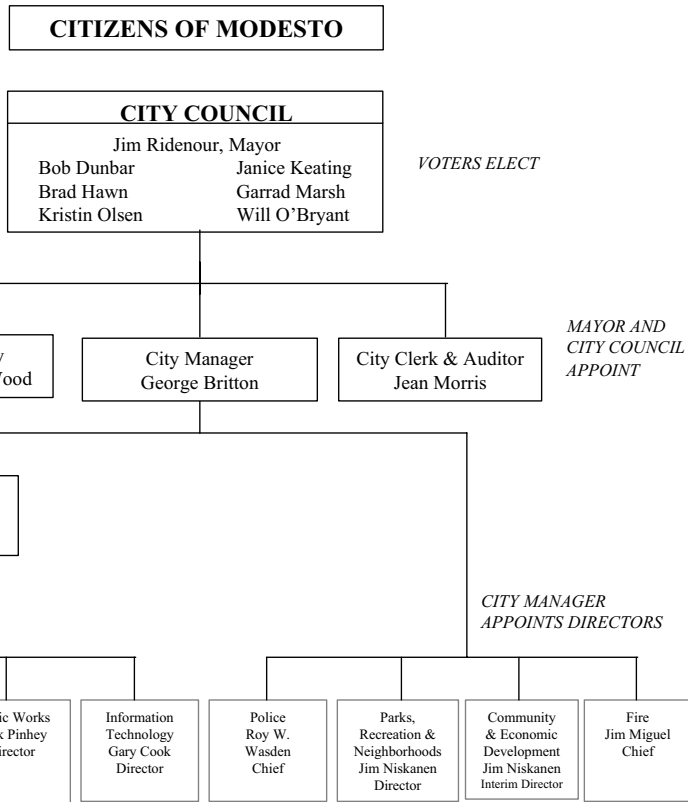 CITIZENS OF MODESTO
CITY COUNCIL
Jim Ridenour, Mayor
Bob Dunbar Janice Keating
Brad Hawn Garrad Marsh
Kristin Olsen Will O'Bryant
VOTERS ELECT
MAYOR AND
CITY COUNCIL
APPOINT
City Manager
George Britton
City Clerk & Auditor
Jean Morris
CITY MANAGER
APPOINTS DIRECTORS
Works
Pinhey
Information
Technology
Gary Cook
Director
Police
Roy W.
Wasden
Chief
Parks,
Recreation &
Neighborhoods
Jim Niskanen
Director
Community
& Economic
Development
Jim Niskanen
Interim Director
Fire
Jim Miguel
Chief